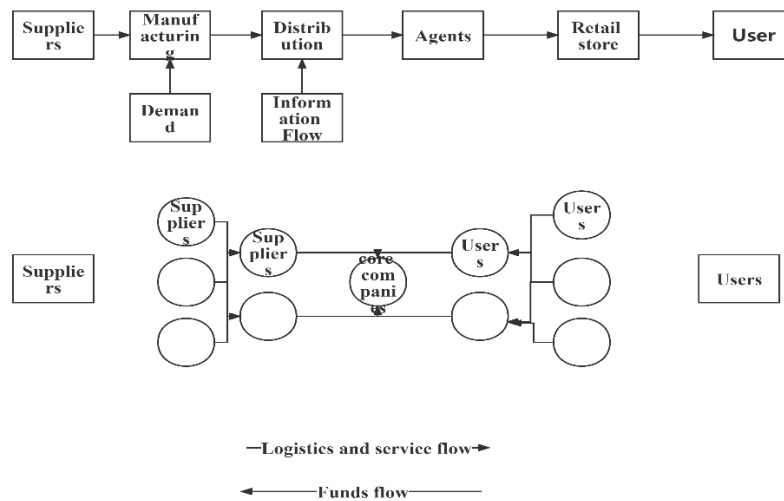 Supplie
rs
Manuf
acturin
g
Distrib
ution
Agents
Retail
store
User
Deman
d
Inform
ation
Flow
Sup
plier
s
User
s
Sup
plier
s
User
s
Supplie
rs
core com
pani
es
Users
Logistics and service flow
Funds flow